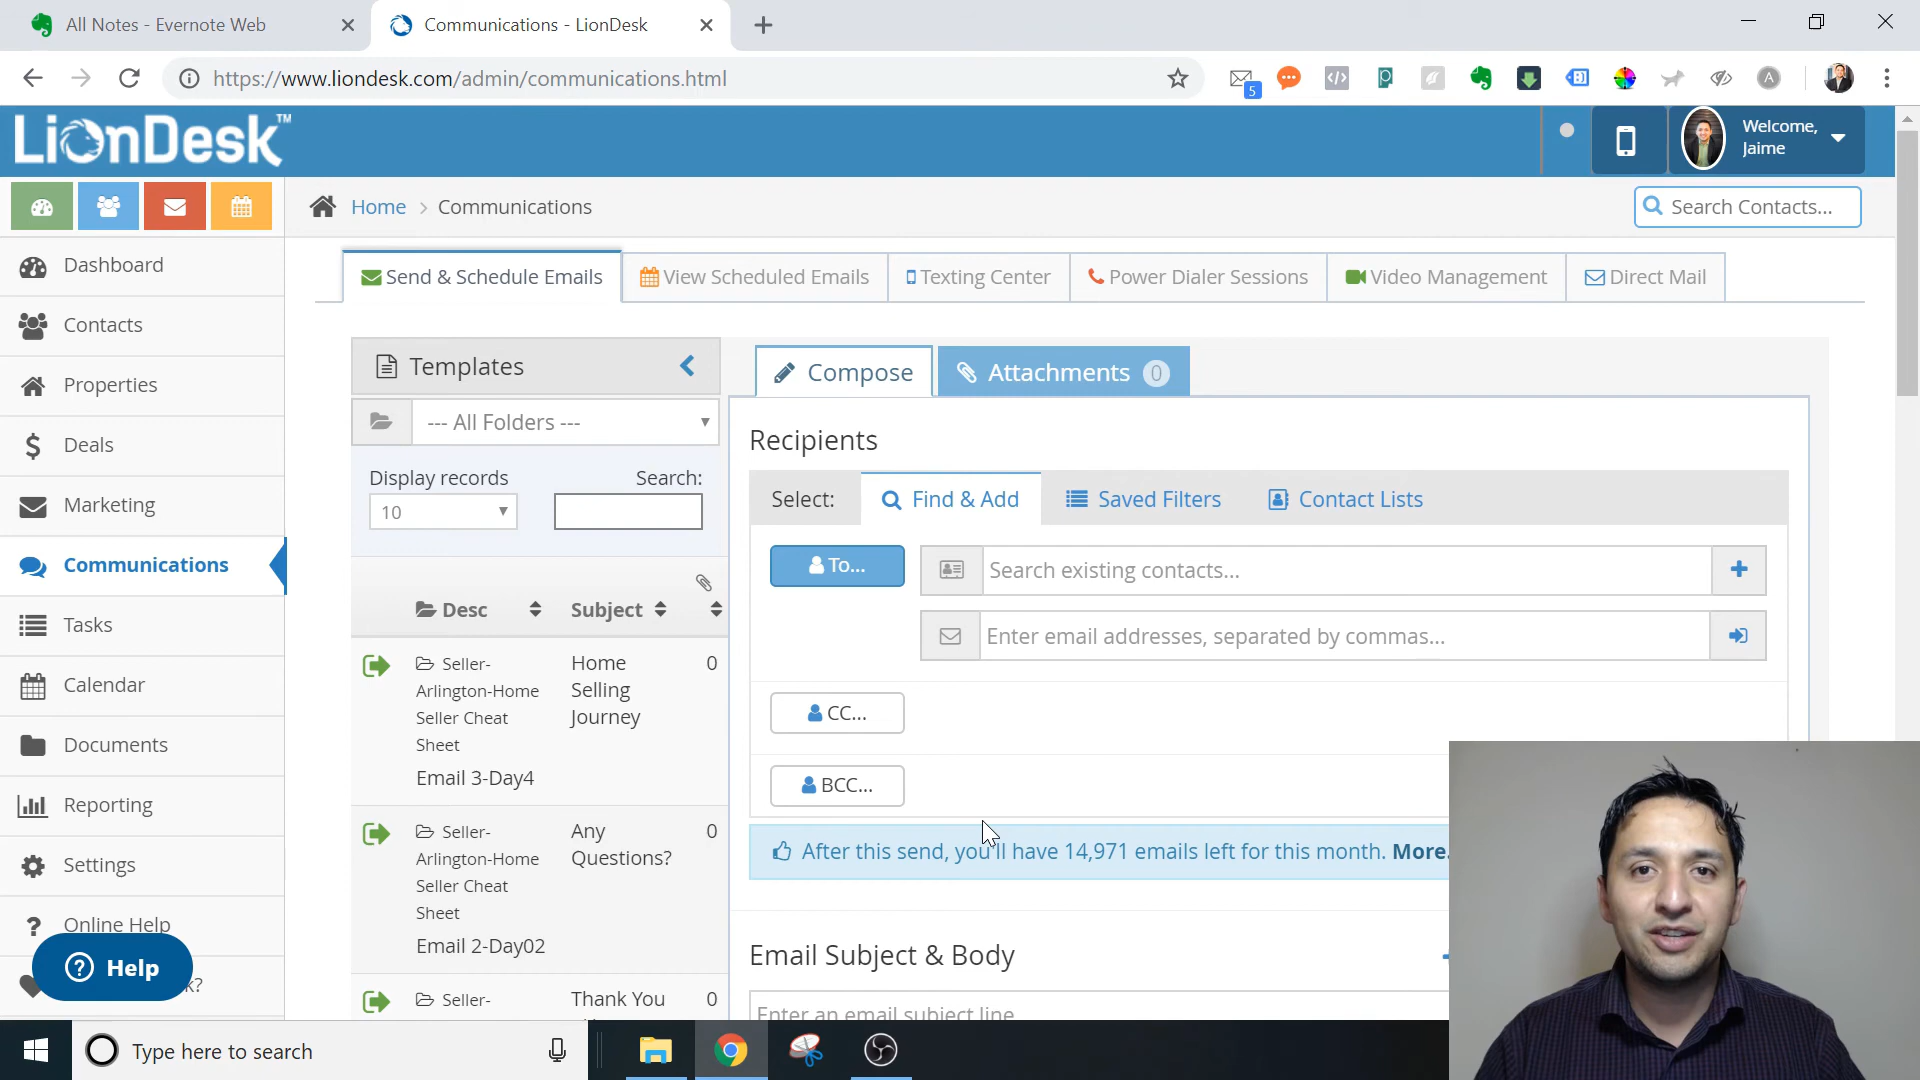 All Notes - Evernote Web
Communications - LionDesk
https://www.liondesk.com/admin/communications.html
5
A
LionDesk™
Welcome,
Jaime
Home > Communications
Search Contacts...
Dashboard
Contacts
Properties
Deals
Marketing
Communications
Tasks
Calendar
Documents
Reporting
Settings
Online Help
k?
Help
Send & Schedule Emails
View Scheduled Emails
Texting Center
Power Dialer Sessions
Video Management
Direct Mail
Templates
--- All Folders ---
Display records
Search:
10
Desc
Subject
Seller-
Arlington-Home
Seller Cheat
Sheet
Email 3-Day4
Home
Selling
Journey
0
Seller-
Arlington-Home
Seller Cheat
Sheet
Email 2-Day02
Any
Questions?
0
Seller-
Thank You
0
Compose
Attachments 0
Recipients
Select:
Find & Add
Saved Filters
Contact Lists
To...
Search existing contacts...
Enter email addresses, separated by commas...
CC...
BCC...
After this send, you'll have 14,971 emails left for this month. More.
Email Subject & Body
Enter an email subject line
Type here to search